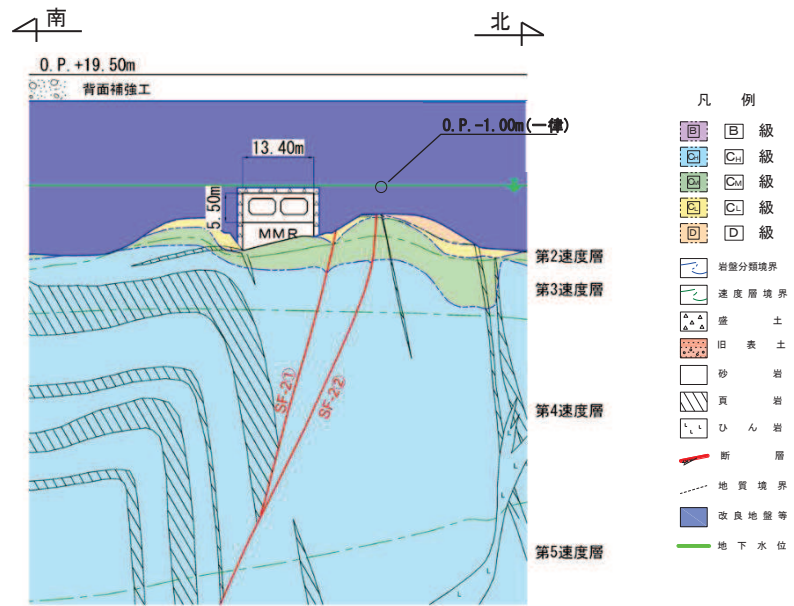 南
北
O.P.+19.50m
背面補強工
O.P.-1.00m(一律)
13.40m
5.50m
MMR
第2速度層
第3速度層
SF-2①
SF-2②
第4速度層
第5速度層
凡 例
B B 級
CH CH 級
CM CM 級
CL CL 級
D D 級
岩盤分類境界
速度層境界
盛土
旧表土
砂岩
頁岩
ひん岩
断層
地質境界
改良地盤等
地下水位